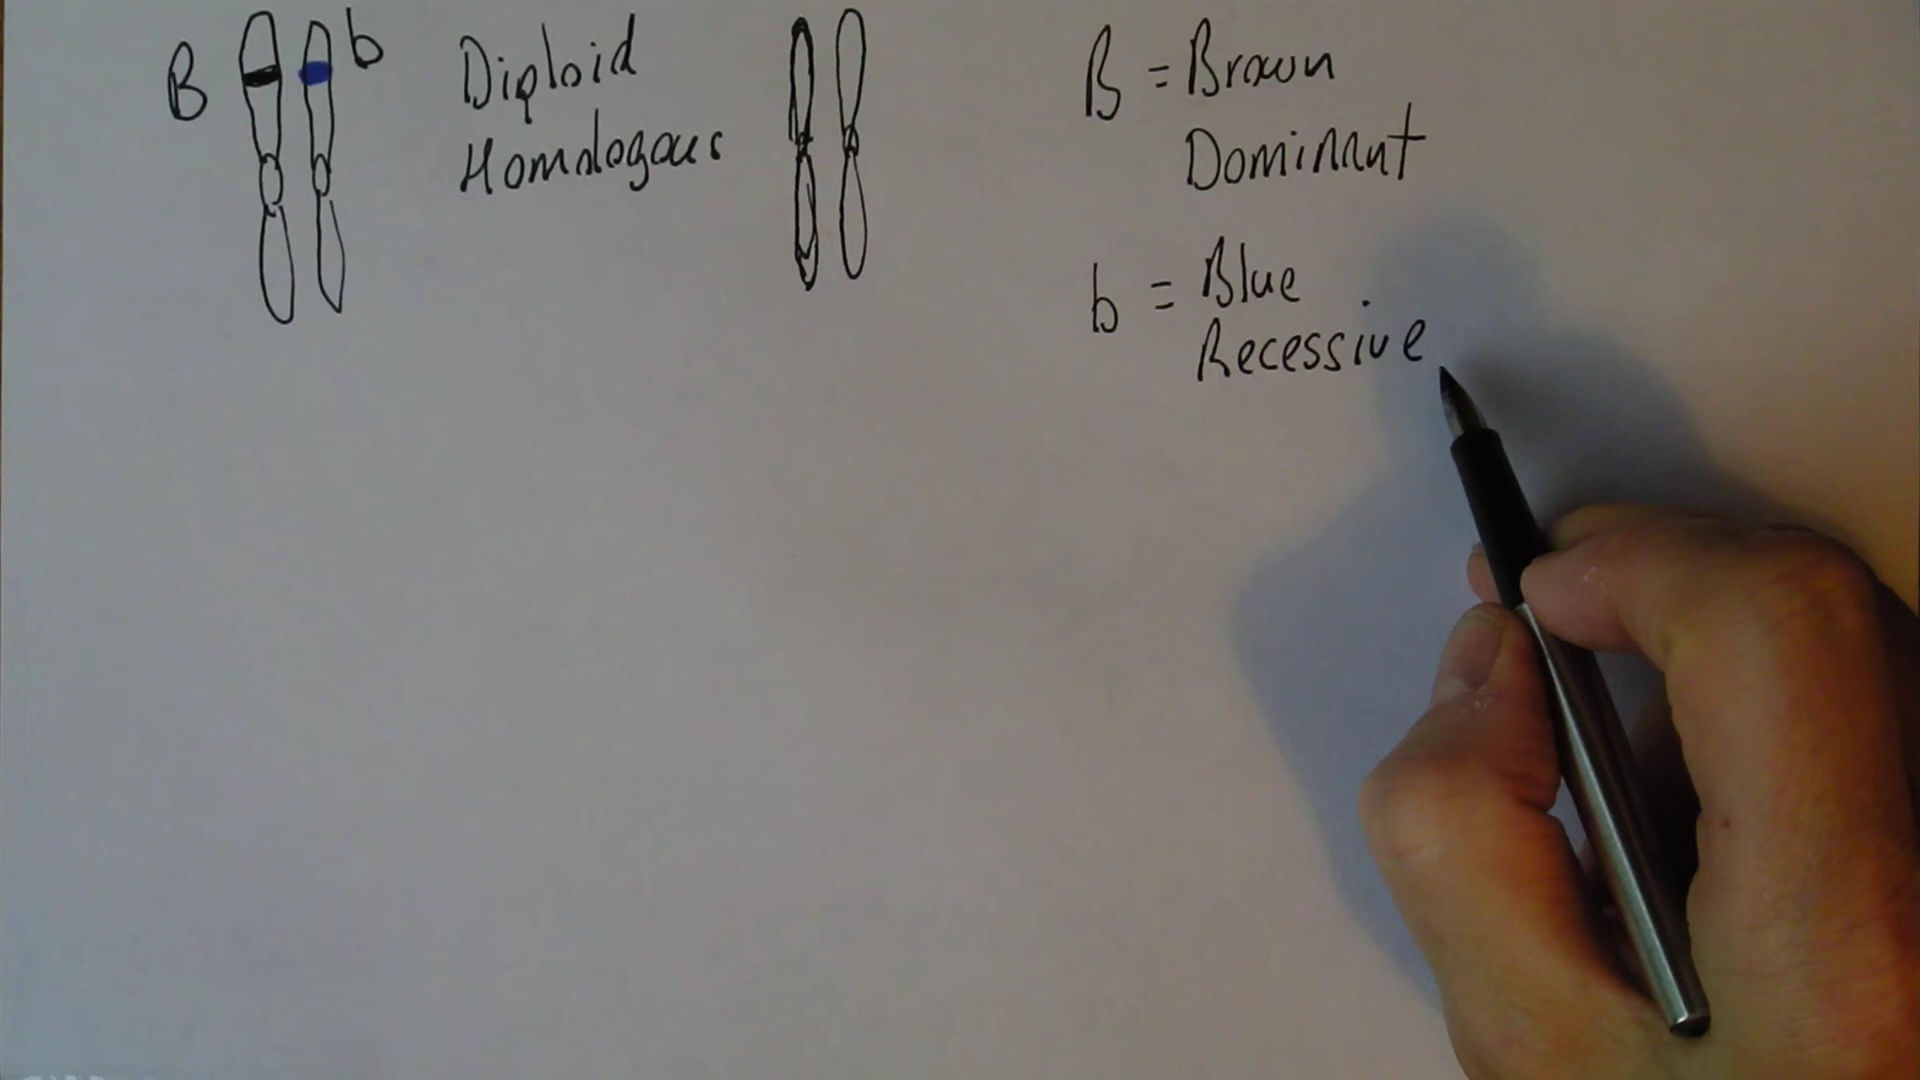 B b
Diploid
Homologous
B = Brown
Dominant
b = Blue
Recessive